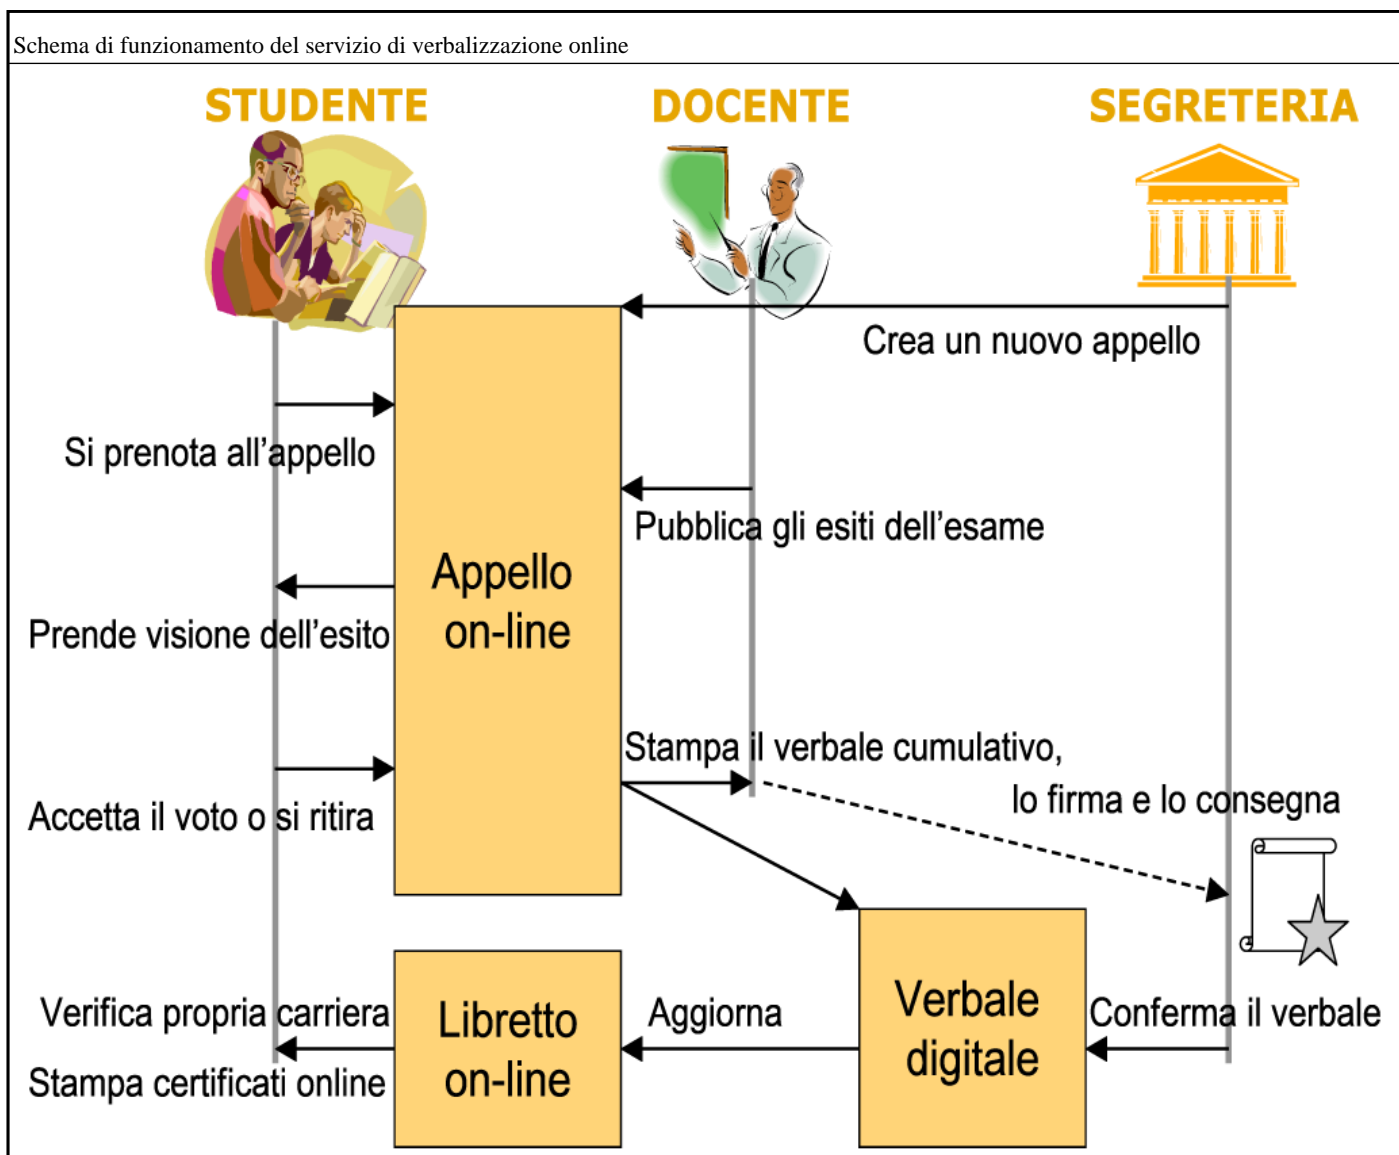 Schema di funzionamento del servizio di verbalizzazione online
STUDENTE
DOCENTE
SEGRETERIA
Crea un nuovo appello
Si prenota all’appello
Pubblica gli esiti dell’esame
Appello
on-line
Prende visione dell’esito
Stampa il verbale cumulativo,
lo firma e lo consegna
Accetta il voto o si ritira
Verifica propria carriera
Stampa certificati online
Libretto
on-line
Aggiorna
Verbale
digitale
Conferma il verbale